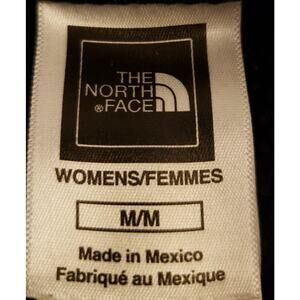 THE
NORTH
®FACE
WOMENS/FEMMES
M/M
Made in Mexico
Fabriqué au Mexique